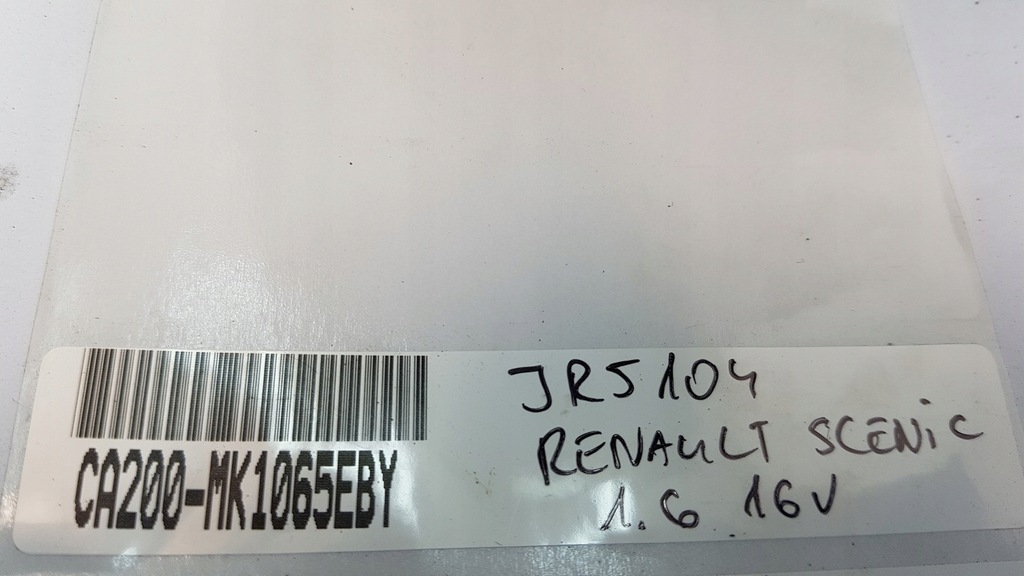 CA200-MK1065EBY
JR5104
RENAULT SCENiC
1.6 16V